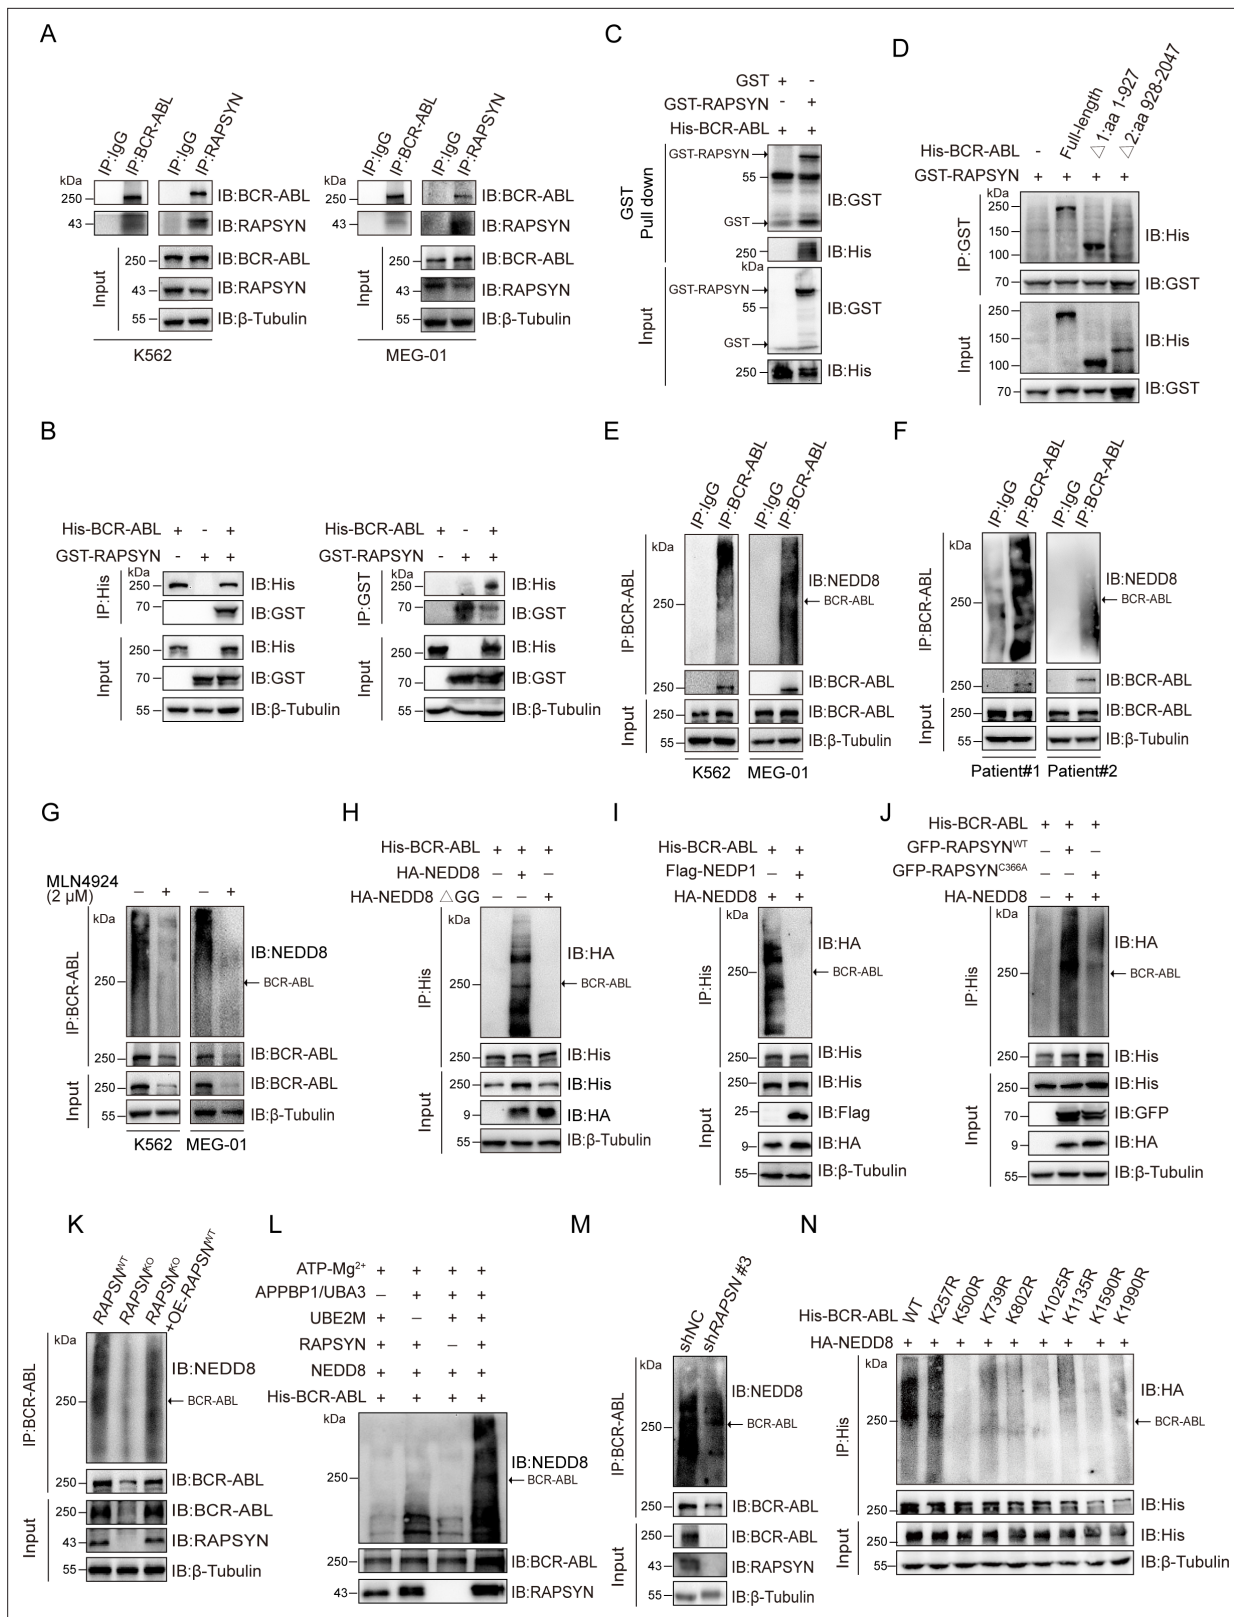 A
IP:IgG
IP:BCR-ABL
IP:IgG
IP:RAPSYN
kDa
250
IB:BCR-ABL
43
IB:RAPSYN
Input
250
IB:BCR-ABL
43
IB:RAPSYN
55
IB:β-Tubulin
K562
IP:IgG
IP:BCR-ABL
IP:IgG
IP:RAPSYN
kDa
250
IB:BCR-ABL
43
IB:RAPSYN
Input
250
IB:BCR-ABL
43
IB:RAPSYN
55
IB:β-Tubulin
MEG-01
C
GST + -
GST-RAPSYN - +
His-BCR-ABL + +
GST Pull down
GST-RAPSYN
55
IB:GST
GST
250
IB:His
kDa
Input
GST-RAPSYN
55
IB:GST
GST
250
IB:His
D
His-BCR-ABL - Full-length △1:aa 1-927 △2:aa 928-2047
GST-RAPSYN + + + +
IP:GST
250
150
100
IB:His
70
IB:GST
Input
250
150
100
IB:His
70
IB:GST
B
His-BCR-ABL + - +
GST-RAPSYN - + +
kDa
IP:His
250
IB:His
70
IB:GST
Input
250
IB:His
70
IB:GST
55
IB:β-Tubulin
His-BCR-ABL + - +
GST-RAPSYN - + +
kDa
IP:GST
250
IB:His
70
IB:GST
Input
250
IB:His
70
IB:GST
55
IB:β-Tubulin
E
IP:IgG
IP:BCR-ABL
IP:IgG
IP:BCR-ABL
kDa
IP:BCR-ABL
IB:NEDD8
250
BCR-ABL
250
IB:BCR-ABL
Input
250
IB:BCR-ABL
55
IB:β-Tubulin
K562 MEG-01
F
IP:IgG
IP:BCR-ABL
IP:IgG
IP:BCR-ABL
kDa
IP:BCR-ABL
IB:NEDD8
250
BCR-ABL
250
IB:BCR-ABL
Input
250
IB:BCR-ABL
55
IB:β-Tubulin
Patient#1 Patient#2
G
MLN4924
(2 μM)
– + – +
kDa
IP:BCR-ABL
IB:NEDD8
250
BCR-ABL
250
IB:BCR-ABL
Input
250
IB:BCR-ABL
55
IB:β-Tubulin
K562 MEG-01
H
His-BCR-ABL + + +
HA-NEDD8 – + –
HA-NEDD8 △GG – – +
kDa
IP:His
IB:HA
250
BCR-ABL
250
IB:His
Input
250
IB:His
9
IB:HA
55
IB:β-Tubulin
I
His-BCR-ABL + +
Flag-NEDP1 – +
HA-NEDD8 + +
kDa
IP:His
IB:HA
250
BCR-ABL
250
IB:His
Input
250
IB:His
25
IB:Flag
9
IB:HA
55
IB:β-Tubulin
J
His-BCR-ABL + + +
GFP-RAPSYN^WT – + –
GFP-RAPSYN^C366A – – +
HA-NEDD8 – + +
kDa
IP:His
IB:HA
250
BCR-ABL
250
IB:His
Input
250
IB:His
70
IB:GFP
9
IB:HA
55
IB:β-Tubulin
K
RAPSN^WT
RAPSN^KO
RAPSN^KO
+OE-RAPSN^WT
kDa
IP:BCR-ABL
IB:NEDD8
250
BCR-ABL
250
IB:BCR-ABL
Input
250
IB:BCR-ABL
43
IB:RAPSYN
55
IB:β-Tubulin
L
ATP-Mg²⁺ + + + +
APPBP1/UBA3 – + + +
UBE2M + – + +
RAPSYN + + – +
NEDD8 + + + +
His-BCR-ABL + + + +
kDa
IB:NEDD8
250
BCR-ABL
250
IB:BCR-ABL
43
IB:RAPSYN
M
shNC
shRAPSN #3
kDa
IP:BCR-ABL
IB:NEDD8
250
BCR-ABL
250
IB:BCR-ABL
Input
250
IB:BCR-ABL
43
IB:RAPSYN
55
IB:β-Tubulin
N
His-BCR-ABL WT K257R K500R K739R K802R K1025R K1135R K1590R K1990R
HA-NEDD8 + + + + + + + + +
kDa
IP:His
IB:HA
250
BCR-ABL
250
IB:His
Input
250
IB:His
55
IB:β-Tubulin